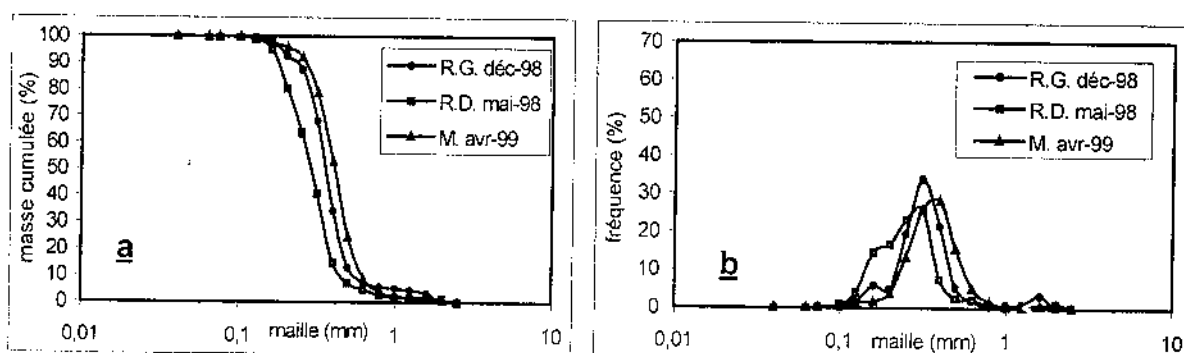 masse cumulée (%)
100
90
80
70
60
50
40
30
20
10
0
R.G. déc-98
R.D. mai-98
M. avr-99
a
0,01
0,1
maille (mm)
1
10
fréquence (%)
70
60
50
40
30
20
10
0
R.G. déc-98
R.D. mai-98
M. avr-99
b
0,01
0,1
maille (mm)
1
10